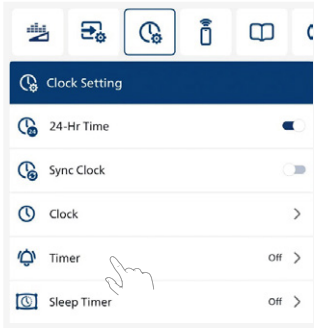 Clock Setting
24-Hr Time
Sync Clock
Clock
Timer Off
Sleep Timer Off